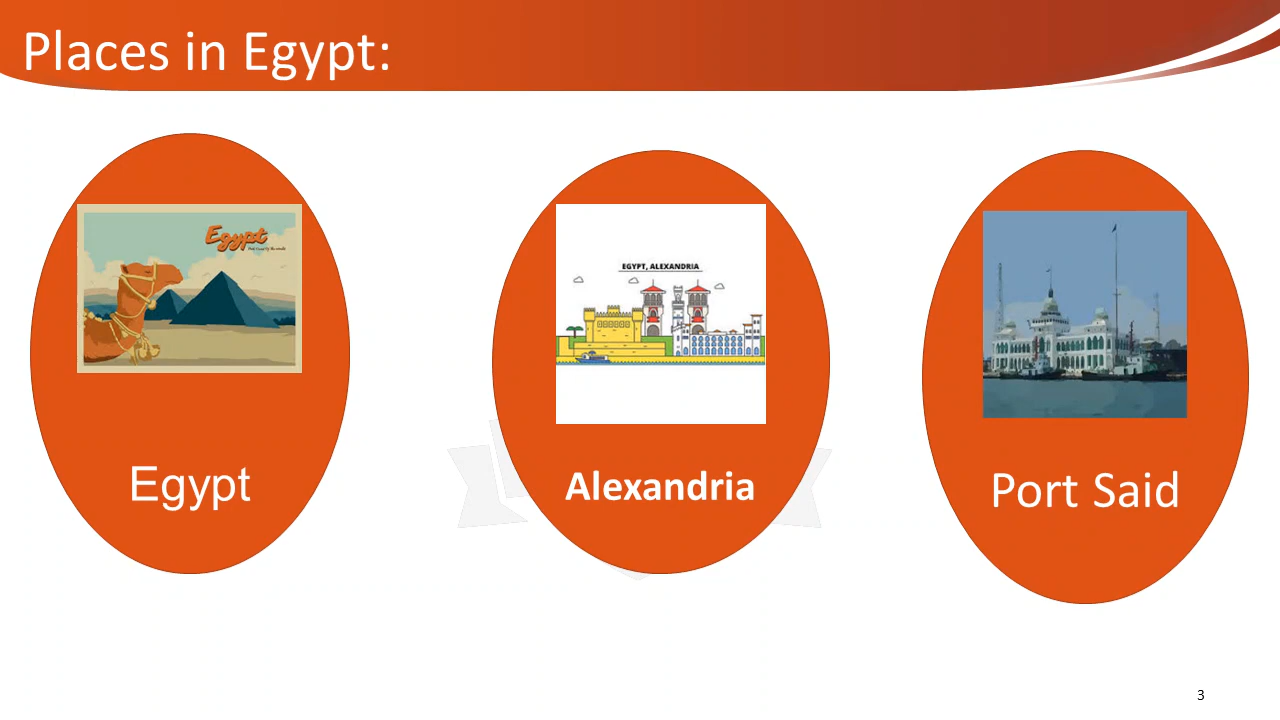 Places in Egypt:
Egypt
EGYPT, ALEXANDRIA
Egypt
Alexandria
Port Said
3